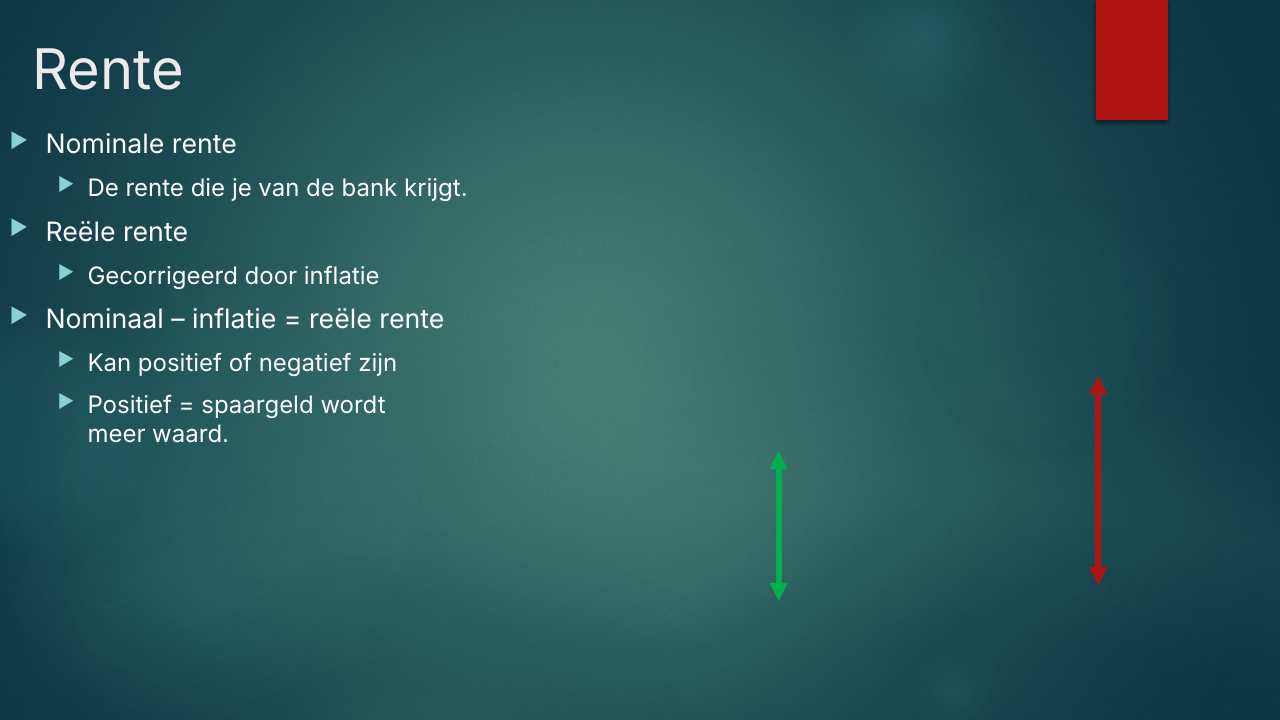 Rente
Nominale rente
De rente die je van de bank krijgt.
Reële rente
Gecorrigeerd door inflatie
Nominaal – inflatie = reële rente
Kan positief of negatief zijn
Positief = spaargeld wordt
meer waard.